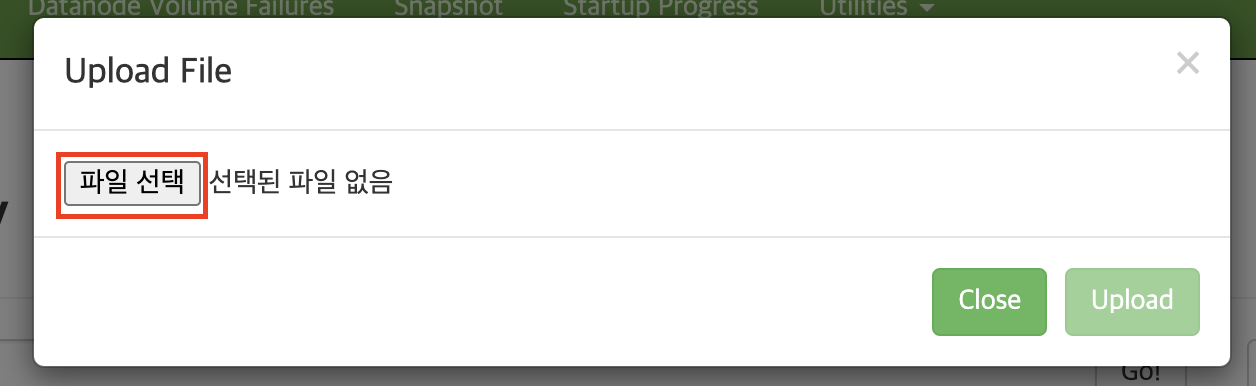 Datanode Volume Failures Snapshot Startup Progress Utilities
Upload File
×
파일 선택 선택된 파일 없음
Close Upload
Go!